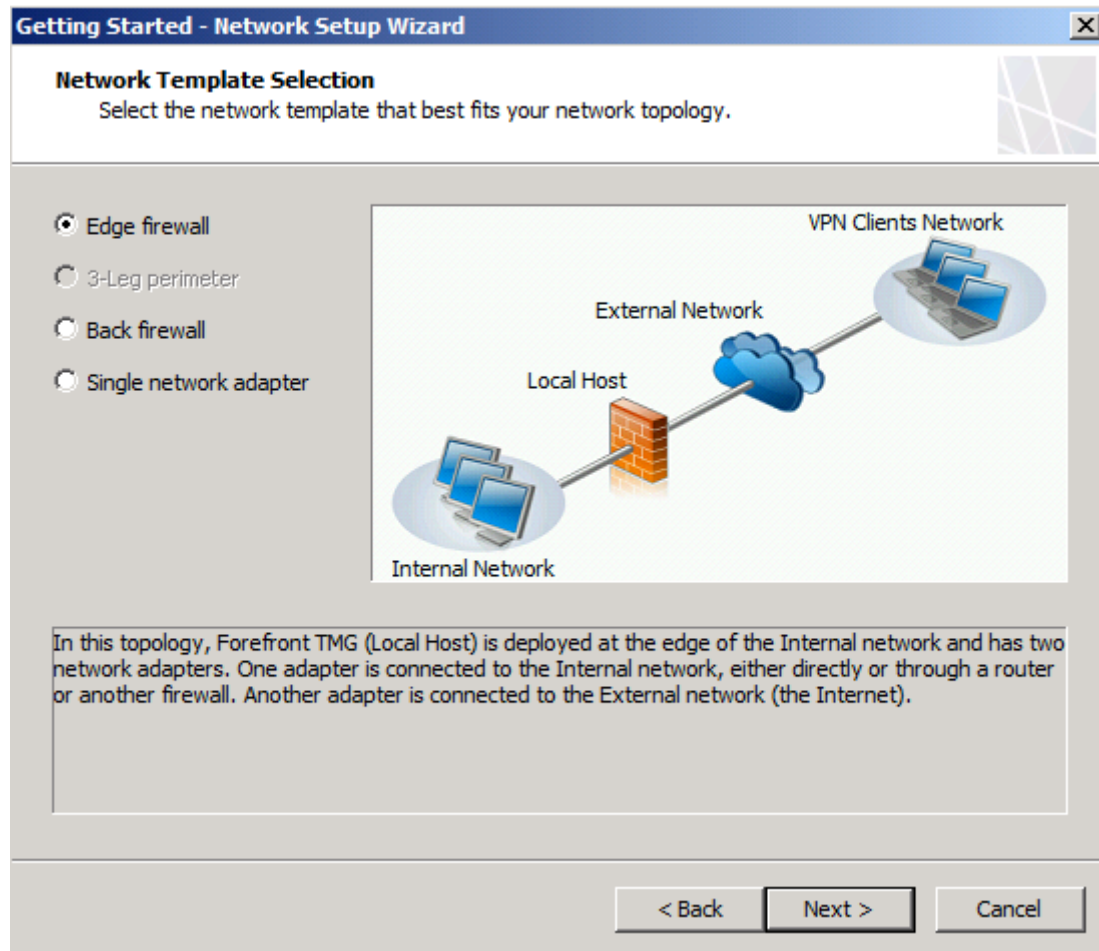 Getting Started - Network Setup Wizard
Network Template Selection
Select the network template that best fits your network topology.
Edge firewall
3-Leg perimeter
Back firewall
Single network adapter
VPN Clients Network
External Network
Local Host
Internal Network
In this topology, Forefront TMG (Local Host) is deployed at the edge of the Internal network and has two
network adapters. One adapter is connected to the Internal network, either directly or through a router
or another firewall. Another adapter is connected to the External network (the Internet).
< Back
Next >
Cancel